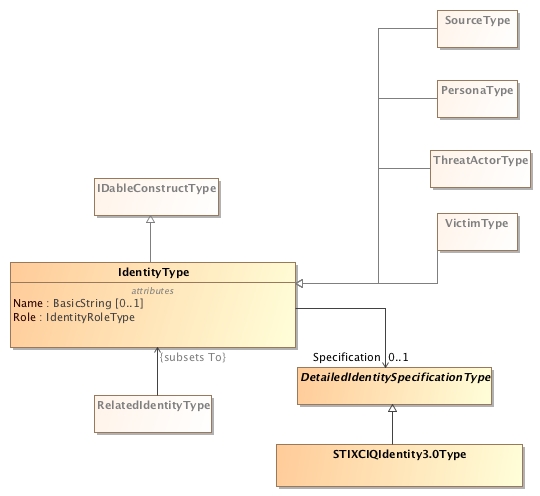 SourceType
PersonaType
ThreatActorType
IDableConstructType
VictimType
IdentityType
attributes
Name : BasicString [0..1]
Role : IdentityRoleType
{subsets To}
Specification 0..1
DetailedIdentitySpecificationType
RelatedIdentityType
STIXCIQIdentity3.0Type